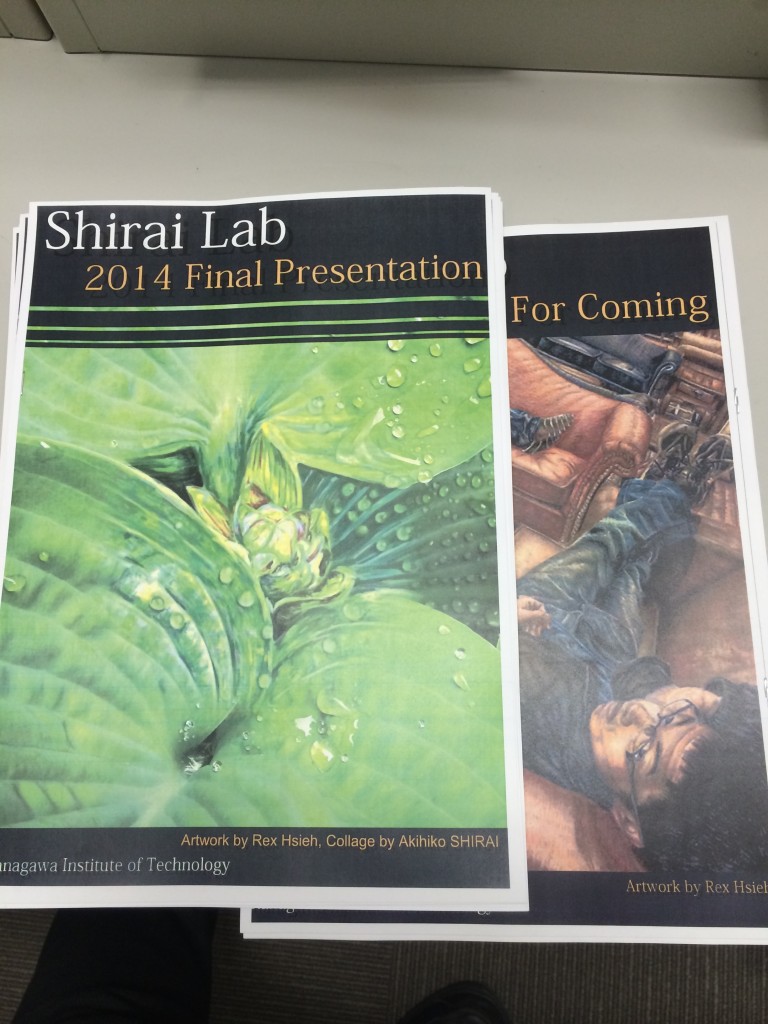 Shirai Lab
2014 Final Presentation
Artwork by Rex Hsieh, Collage by Akihiko SHIRAI
anagawa Institute of Technology
For Coming
Artwork by Rex Hsieh